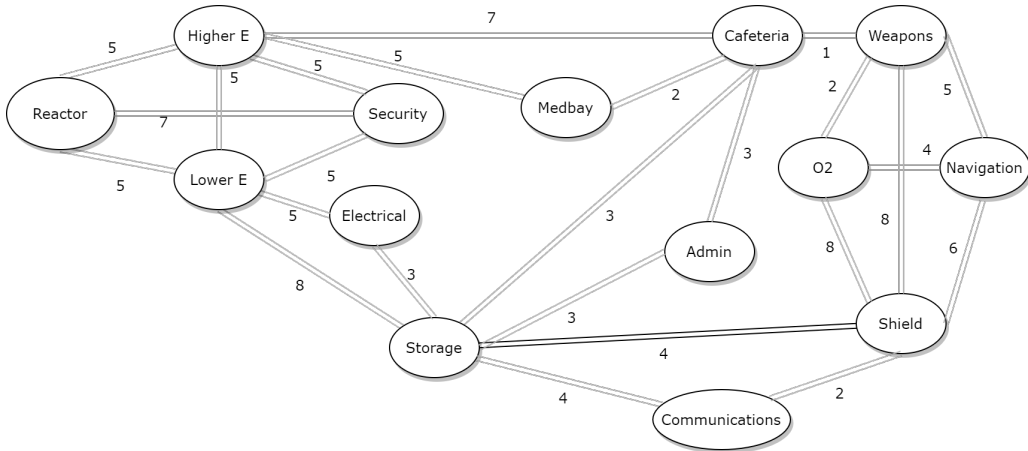 7
Higher E
Cafeteria
Weapons
5
1
5
5
5
2
5
2
Medbay
Reactor
Security
7
3
4
O2
Navigation
5
Lower E
5
5
Electrical
3
8
8
6
Admin
3
8
3
Shield
Storage
4
4
2
Communications